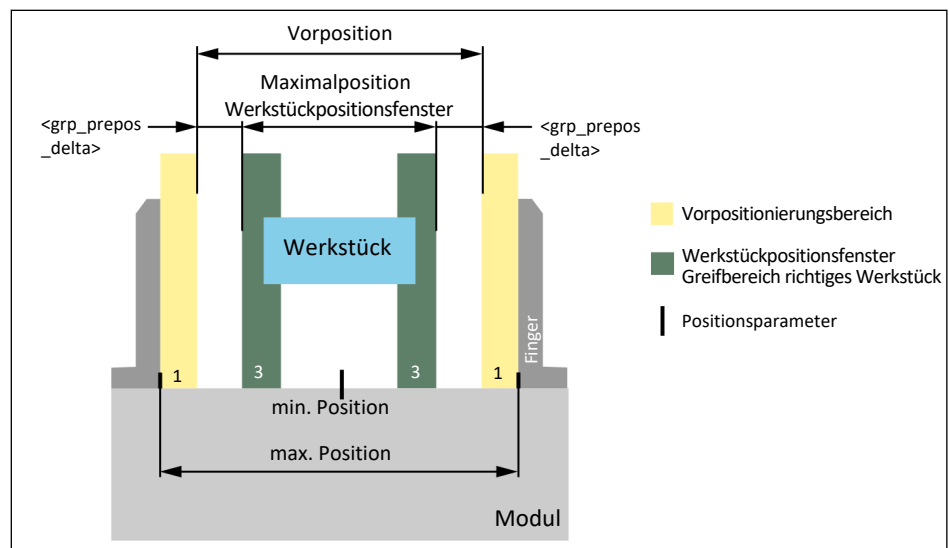 Vorposition
Maximalposition
Werkstückpositionsfenster
<grp_prepos
_delta>
<grp_prepos
_delta>
Werkstück
Vorpositionierungsbereich
Werkstückpositionsfenster
Greifbereich richtiges Werkstück
Positionsparameter
Finger
1
3
3
1
min. Position
max. Position
Modul